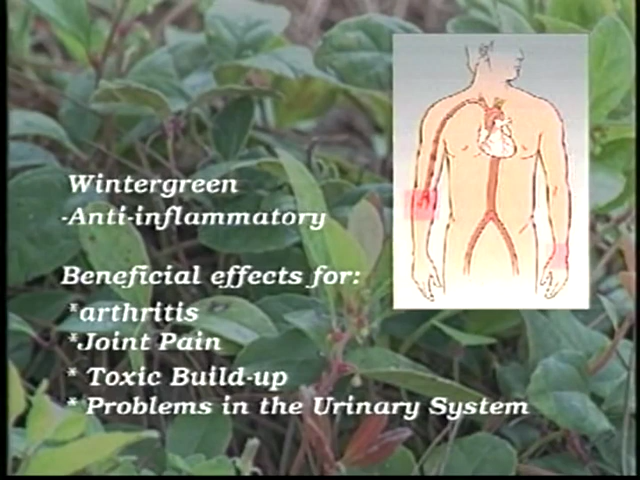 Wintergreen
-Anti-inflammatory
Beneficial effects for:
*arthritis
*Joint Pain
* Toxic Build-up
* Problems in the Urinary System